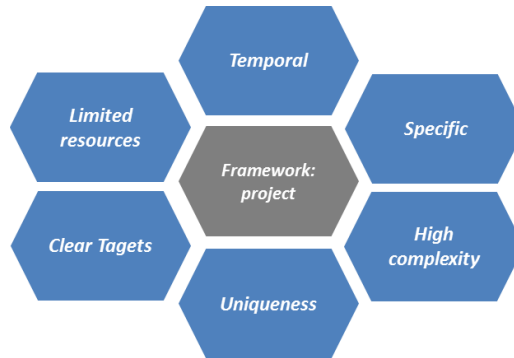 Temporal
Limited
resources
Specific
Framework:
project
Clear Tagets
High
complexity
Uniqueness